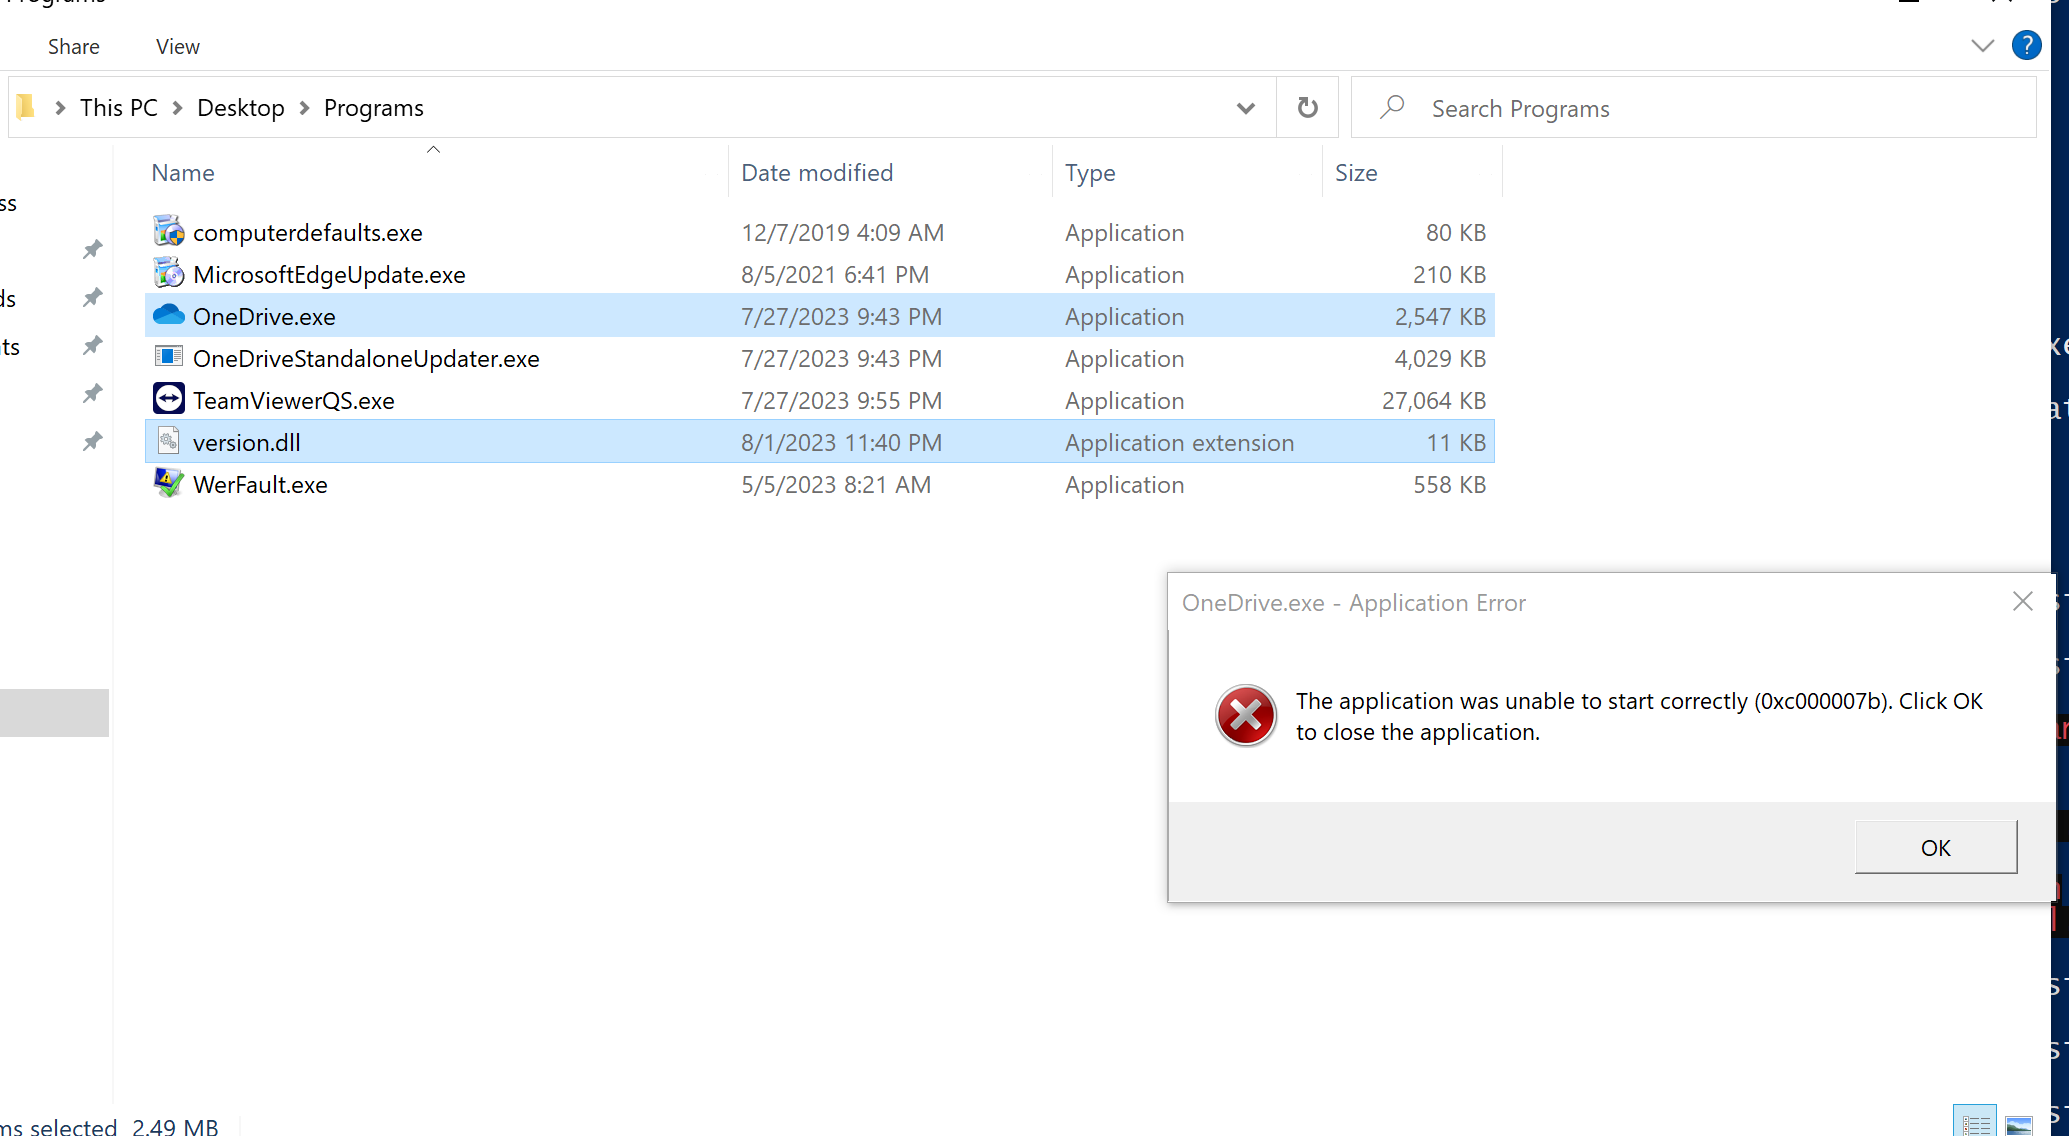 Share View
?
This PC Desktop Programs
Search Programs
Name Date modified Type Size
computerdefaults.exe 12/7/2019 4:09 AM Application 80 KB
MicrosoftEdgeUpdate.exe 8/5/2021 6:41 PM Application 210 KB
OneDrive.exe 7/27/2023 9:43 PM Application 2,547 KB
OneDriveStandaloneUpdater.exe 7/27/2023 9:43 PM Application 4,029 KB
TeamViewerQS.exe 7/27/2023 9:55 PM Application 27,064 KB
version.dll 8/1/2023 11:40 PM Application extension 11 KB
WerFault.exe 5/5/2023 8:21 AM Application 558 KB
OneDrive.exe - Application Error
The application was unable to start correctly (0xc000007b). Click OK
to close the application.
OK
selected 2.49 MB